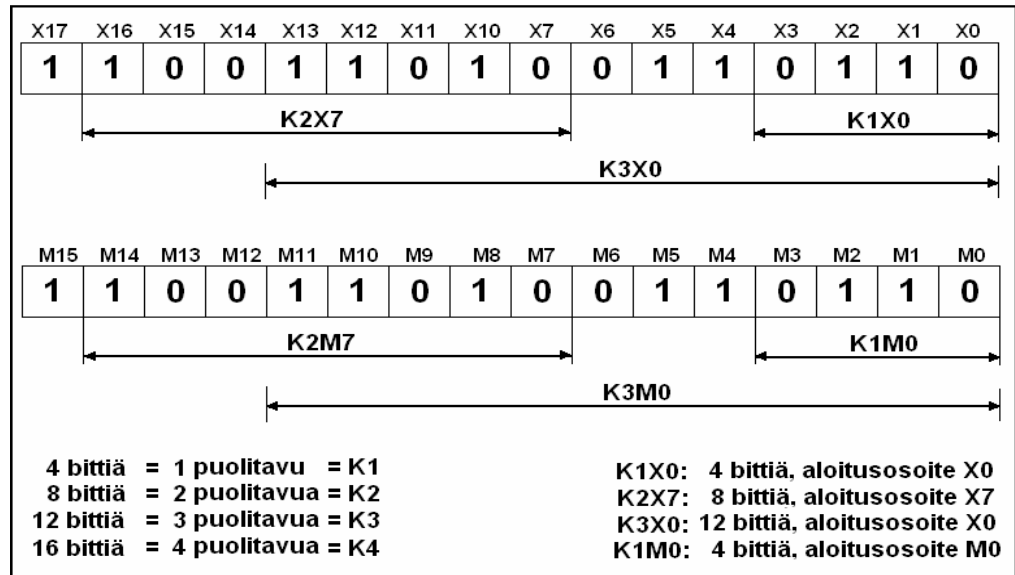 X17 X16 X15 X14 X13 X12 X11 X10 X7 X6 X5 X4 X3 X2 X1 X0
1 1 0 0 1 1 0 1 0 0 1 1 0 1 1 0
K2X7 K1X0
K3X0
M15 M14 M13 M12 M11 M10 M9 M8 M7 M6 M5 M4 M3 M2 M1 M0
1 1 0 0 1 1 0 1 0 0 1 1 0 1 1 0
K2M7 K1M0
K3M0
4 bittiä = 1 puolitavu = K1
8 bittiä = 2 puolitavua = K2
12 bittiä = 3 puolitavua = K3
16 bittiä = 4 puolitavua = K4
K1X0: 4 bittiä, aloitusosoite X0
K2X7: 8 bittiä, aloitusosoite X7
K3X0: 12 bittiä, aloitusosoite X0
K1M0: 4 bittiä, aloitusosoite M0